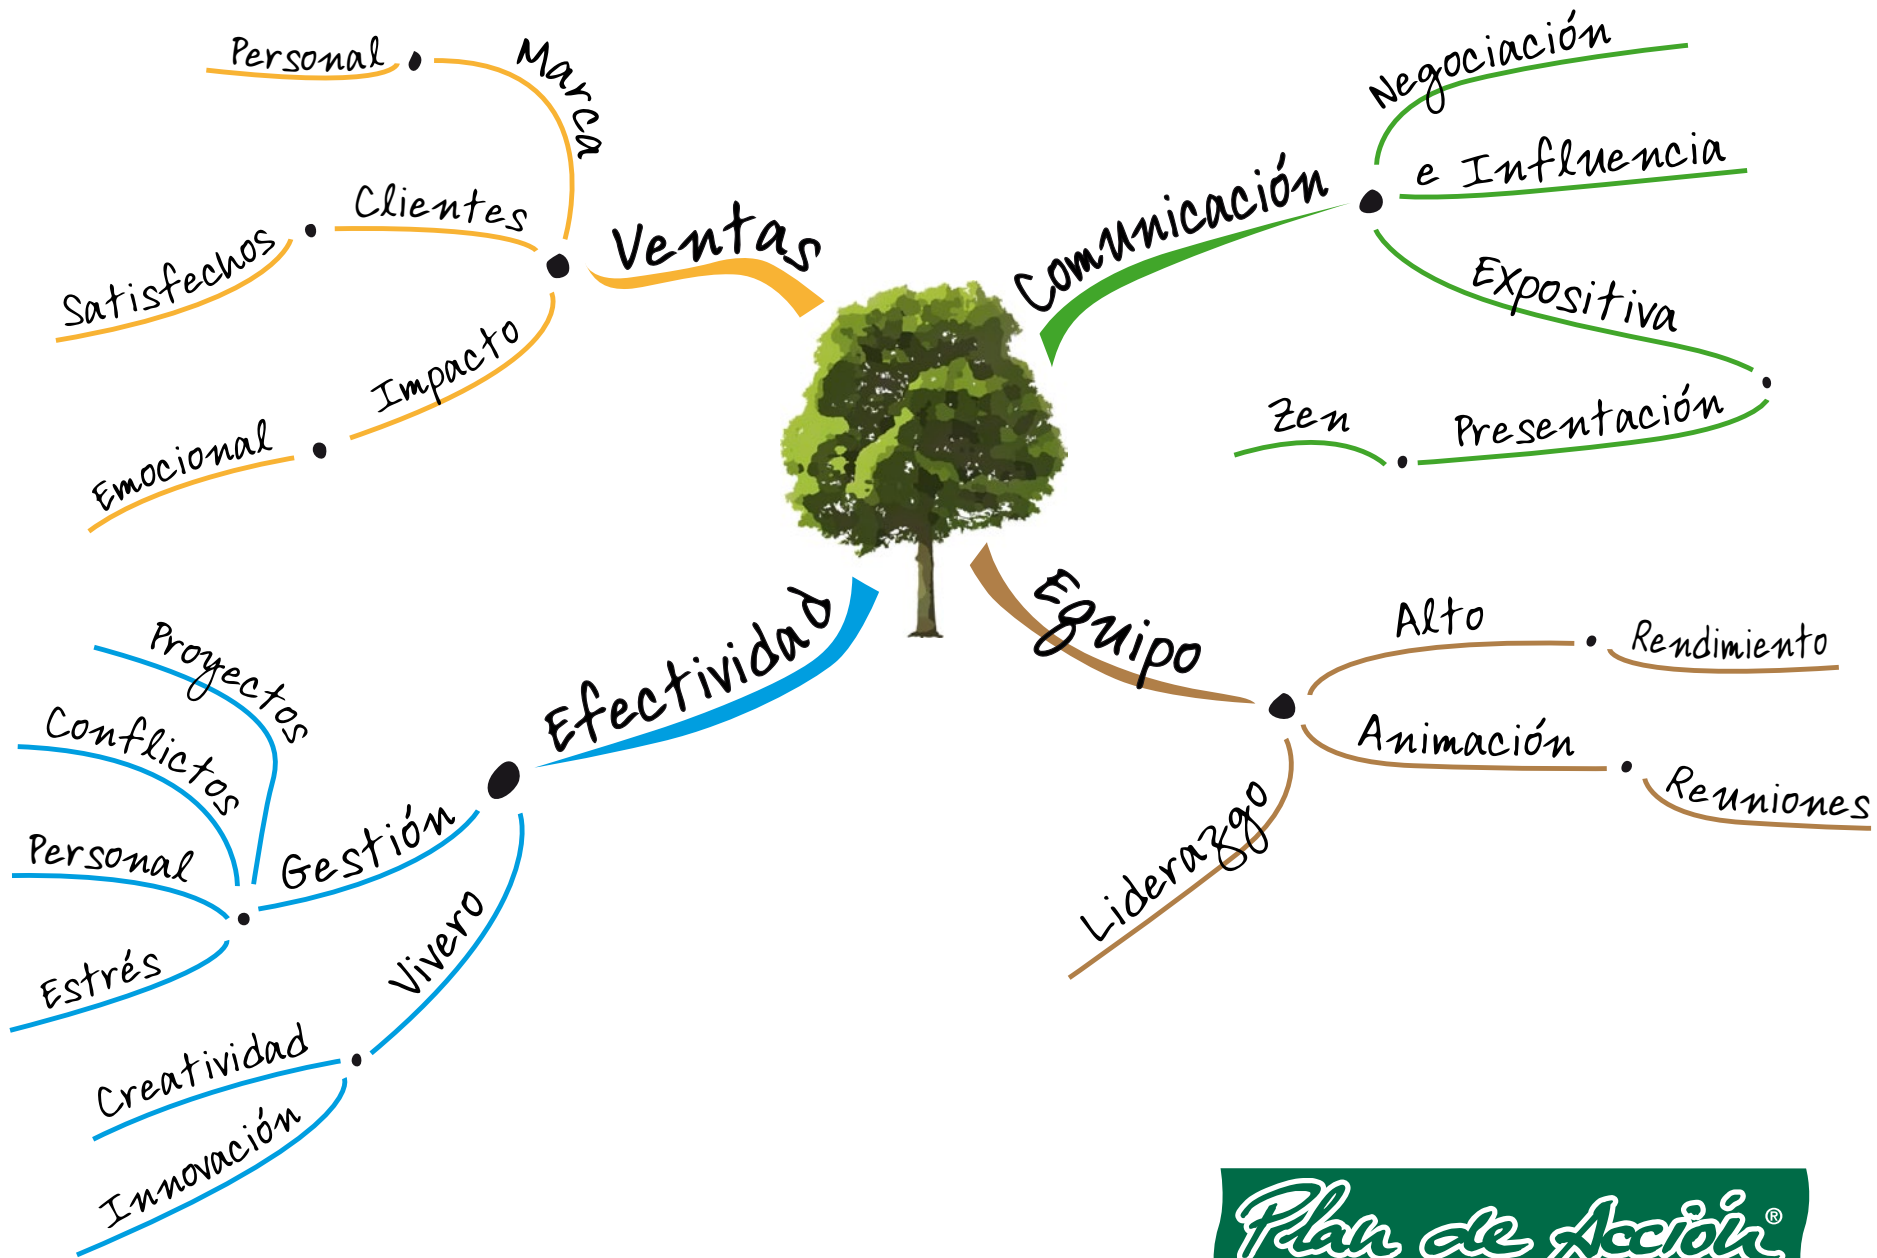 Personal
Marca
Clientes
Satisfechos
Impacto
Emocional
Ventas
Comunicación
Negociación
e Influencia
Expositiva
Presentación
Zen
Equipo
Alto
Rendimiento
Animación
Reuniones
Liderazgo
Efectividad
Gestión
Proyectos
Conflictos
Personal
Estrés
Vivero
Creatividad
Innovación
Plan de Acción®